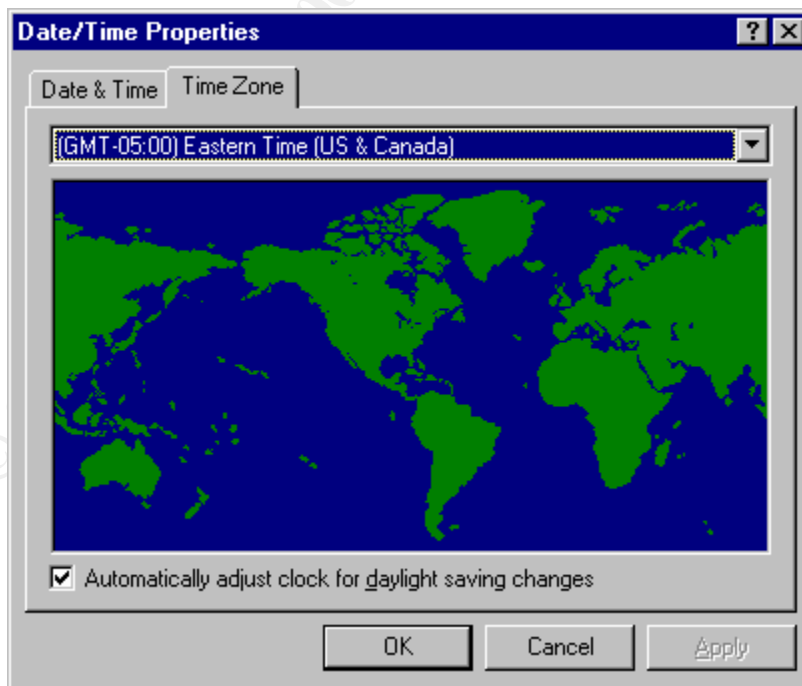 Date/Time Properties
Date & Time
Time Zone
(GMT-05:00) Eastern Time (US & Canada)
Automatically adjust clock for daylight saving changes
OK
Cancel
Apply